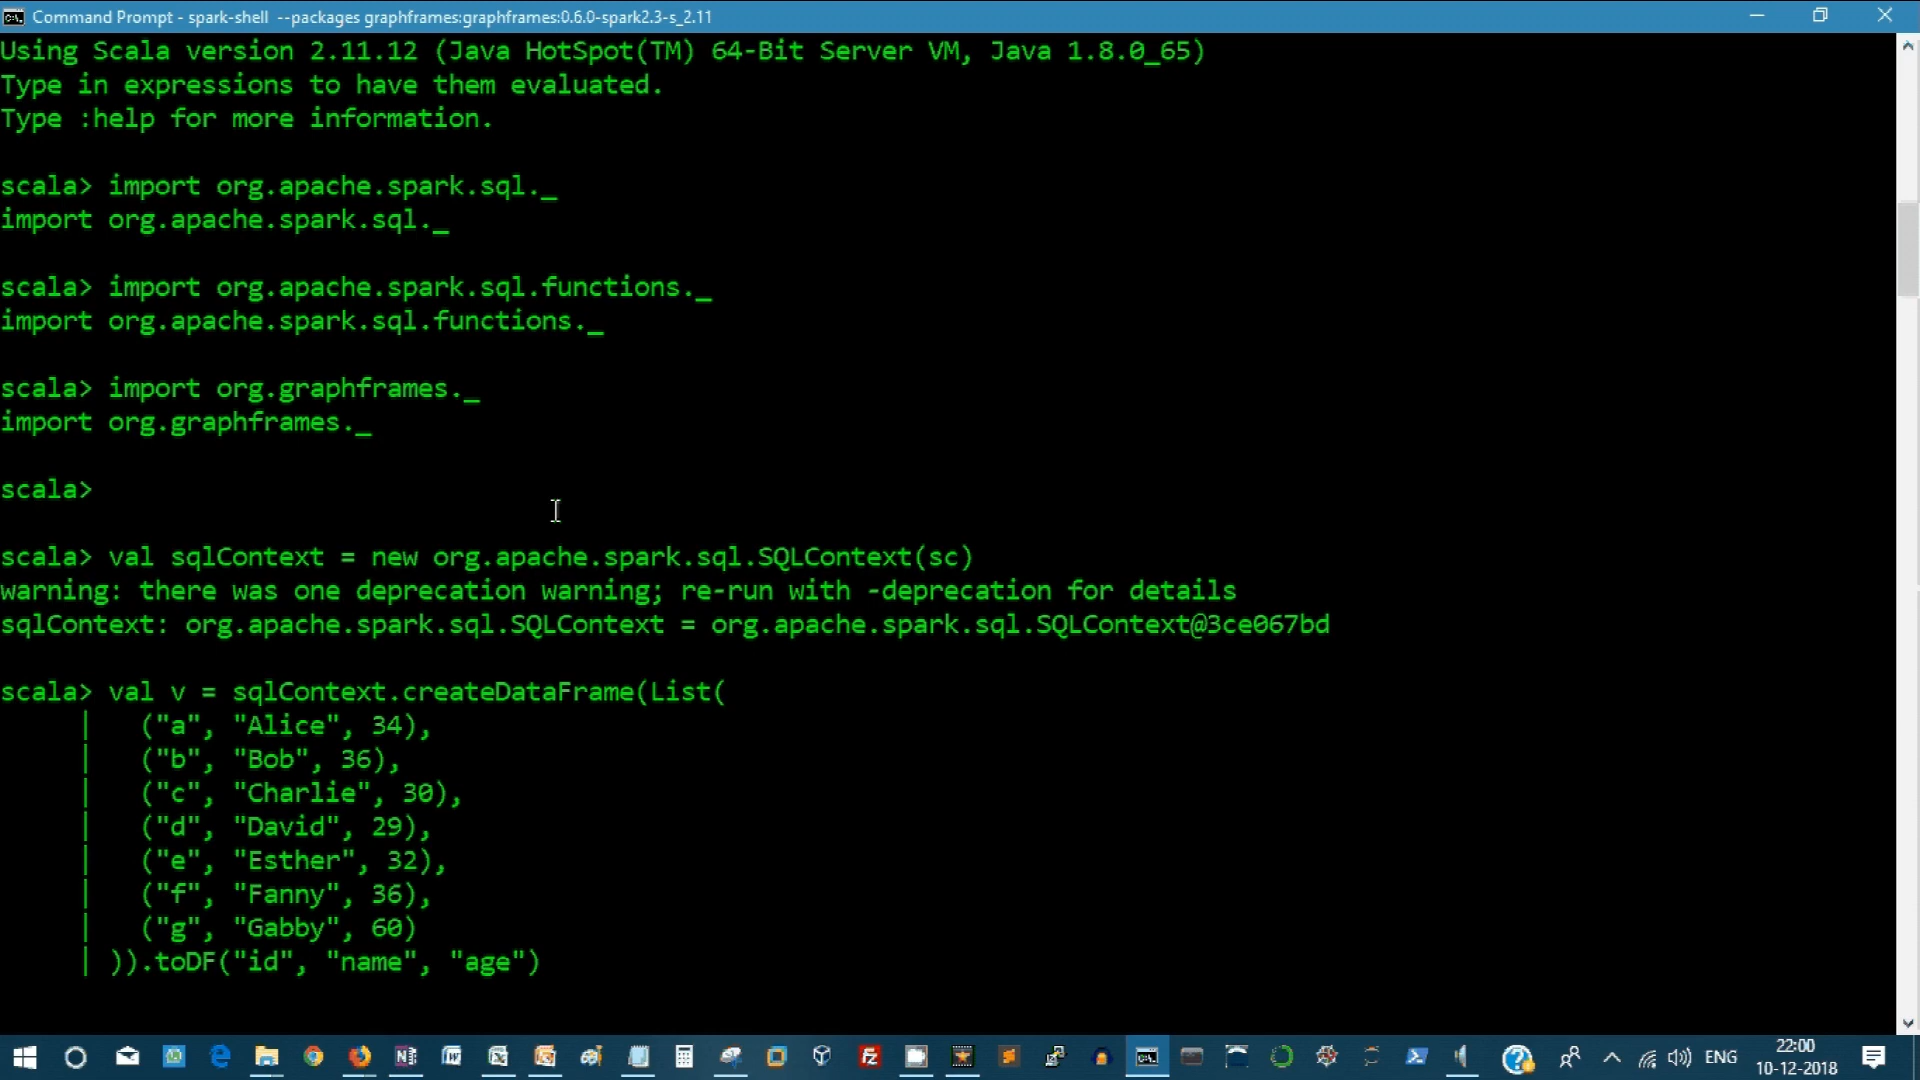 Command Prompt - spark-shell --packages graphframes:graphframes:0.6.0-spark2.3-s_2.11
Using Scala version 2.11.12 (Java HotSpot(TM) 64-Bit Server VM, Java 1.8.0_65)
Type in expressions to have them evaluated.
Type :help for more information.
scala> import org.apache.spark.sql._
import org.apache.spark.sql._
scala> import org.apache.spark.sql.functions._
import org.apache.spark.sql.functions._
scala> import org.graphframes._
import org.graphframes._
scala>
scala> val sqlContext = new org.apache.spark.sql.SQLContext(sc)
warning: there was one deprecation warning; re-run with -deprecation for details
sqlContext: org.apache.spark.sql.SQLContext = org.apache.spark.sql.SQLContext@3ce067bd
scala> val v = sqlContext.createDataFrame(List(
| ("a", "Alice", 34),
| ("b", "Bob", 36),
| ("c", "Charlie", 30),
| ("d", "David", 29),
| ("e", "Esther", 32),
| ("f", "Fanny", 36),
| ("g", "Gabby", 60)
| )).toDF("id", "name", "age")
ENG
22:00
10-12-2018